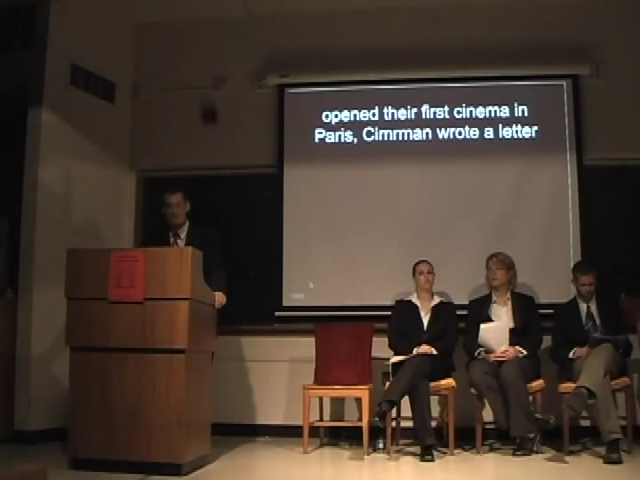 opened their first cinema in
Paris, Cimrman wrote a letter